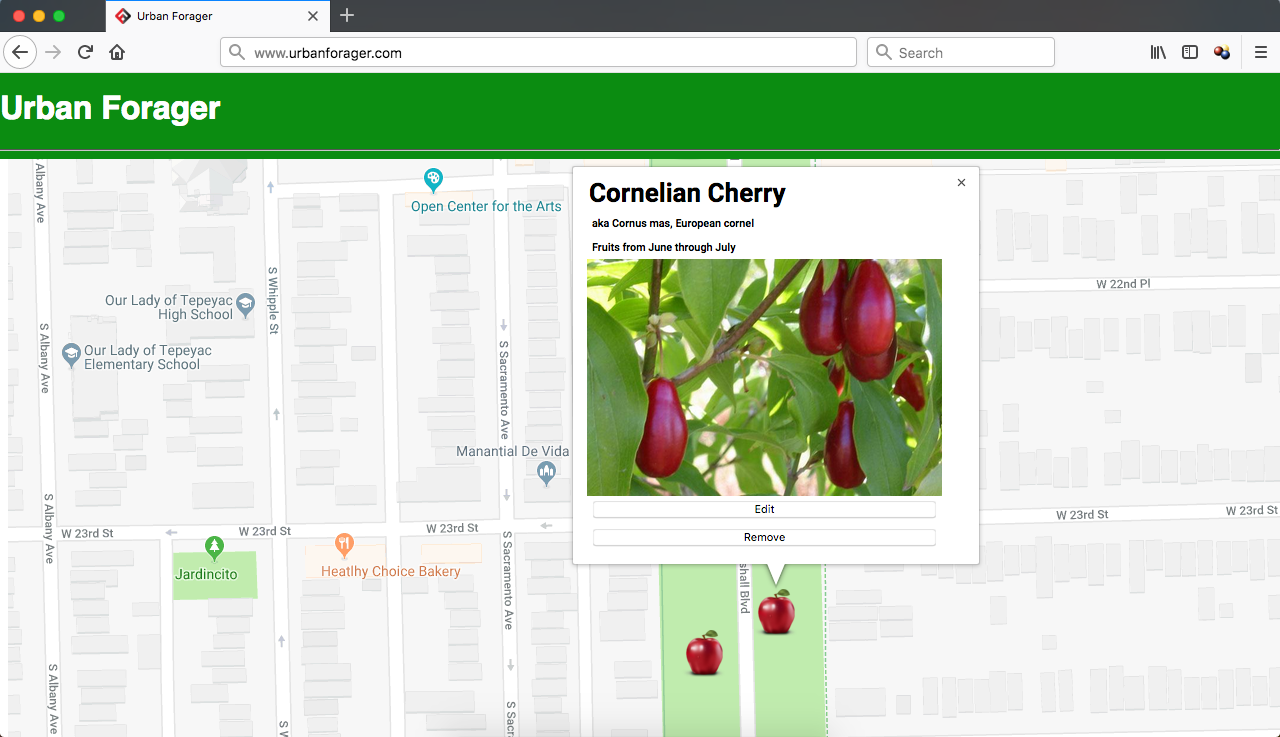 Urban Forager
www.urbanforager.com
Search
Urban Forager
Albany Ave
Open Center for the Arts
Cornelian Cherry
aka Cornus mas, European cornel
Fruits from June through July
W 22nd Pl
S Whipple St
Our Lady of Tepeyac
High School
Our Lady of Tepeyac
Elementary School
S Albany Ave
S Sacramento Ave
Manantial De Vida
S Albany Ave
Edit
Remove
W 23rd St
W 23rd St
W 23rd St
W 23rd St
W 23rd St
S Sacramento Ave
Jardincito
Heatlhy Choice Bakery
shall Blvd
S Albany Ave
S W
S Sac